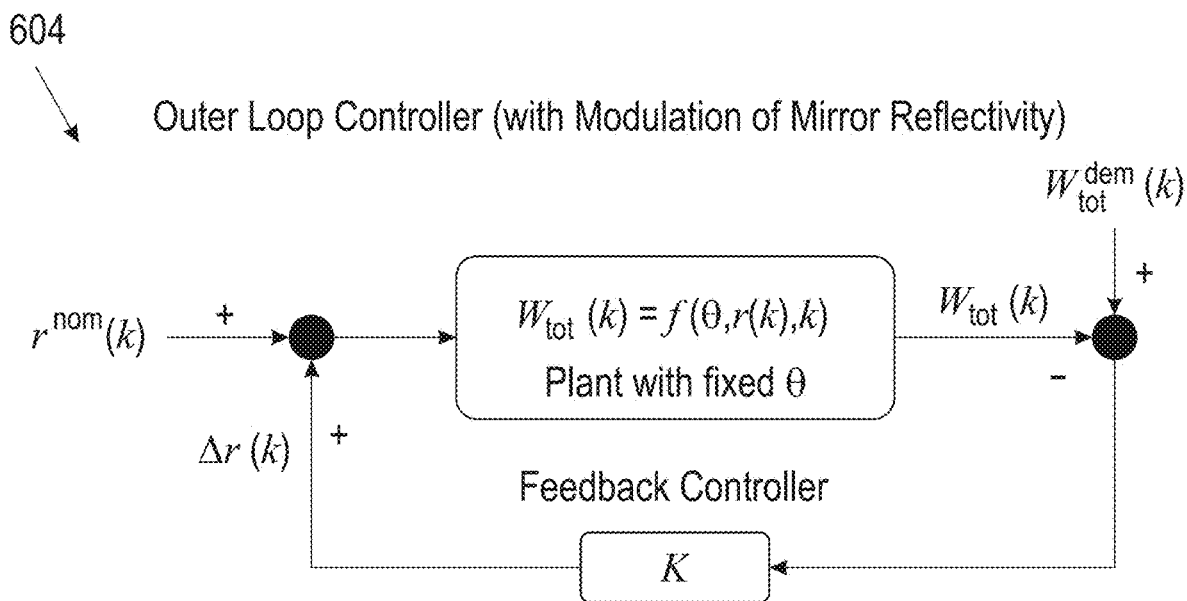 604
Outer Loop Controller (with Modulation of Mirror Reflectivity)
W_tot^dem (k)
+
r^nom(k)
+
W_tot (k) = f (θ,r(k),k)
Plant with fixed θ
W_tot (k)
−
Δr (k)
+
Feedback Controller
K